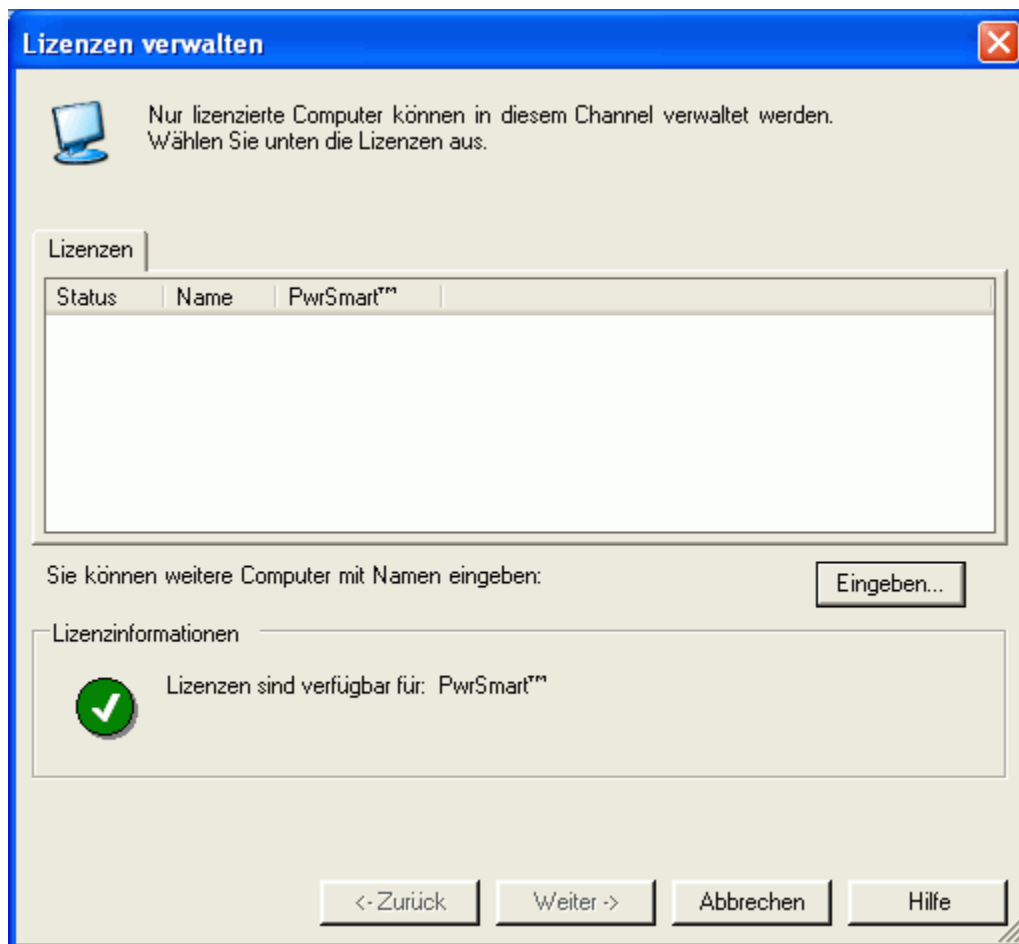 Lizenzen verwalten
Nur lizenzierte Computer können in diesem Channel verwaltet werden.
Wählen Sie unten die Lizenzen aus.
Lizenzen
Status Name PwrSmart™
Sie können weitere Computer mit Namen eingeben:
Eingeben...
Lizenzinformationen
Lizenzen sind verfügbar für: PwrSmart™
<- Zurück Weiter -> Abbrechen Hilfe